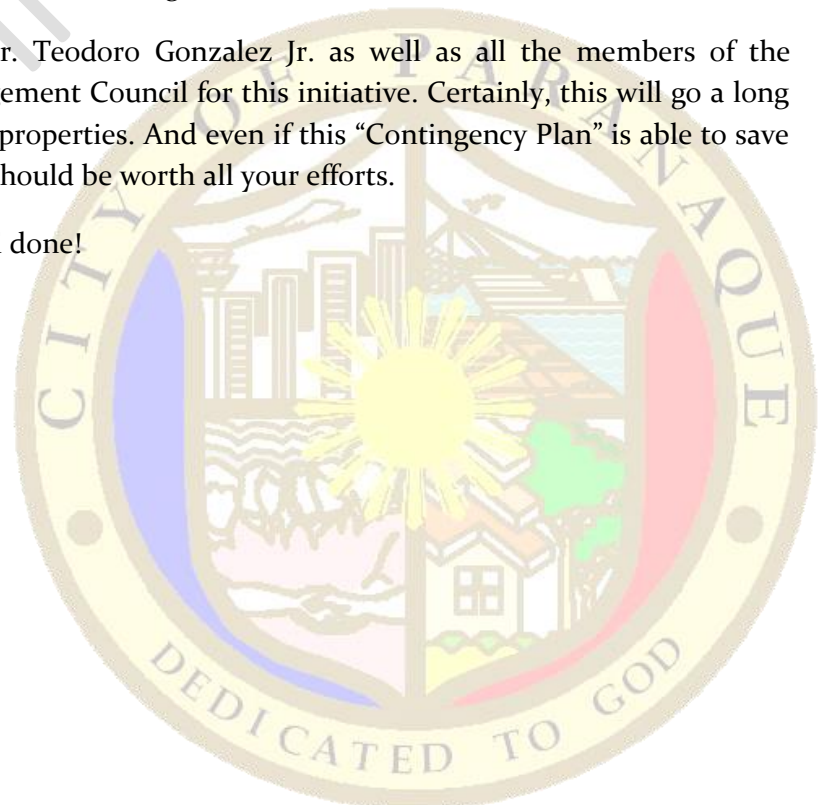 r. Teodoro Gonzalez Jr. as well as all the members of the
gement Council for this initiative. Certainly, this will go a long
properties. And even if this “Contingency Plan” is able to save
hould be worth all your efforts.
done!
CITY OF PARANAQUE
DEDICATED TO GOD